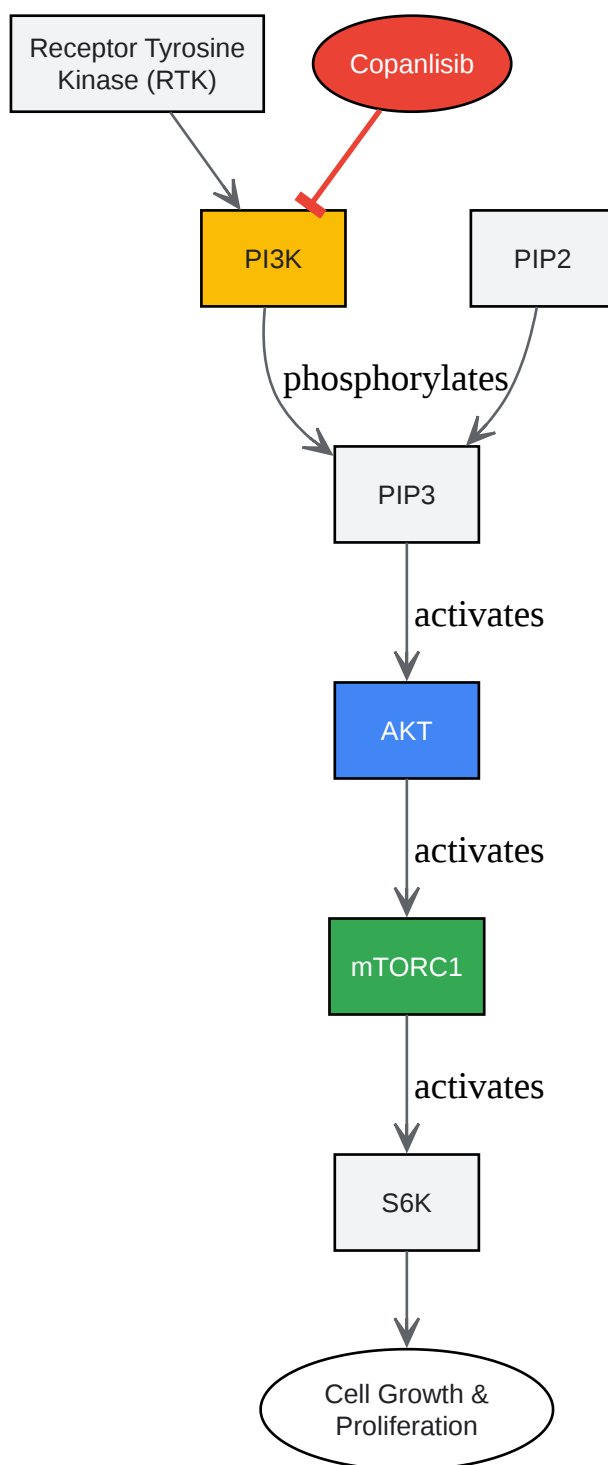 Receptor Tyrosine
Kinase (RTK)
Copanlisib
PI3K
PIP2
phosphorylates
PIP3
activates
AKT
activates
mTORC1
activates
S6K
Cell Growth &
Proliferation